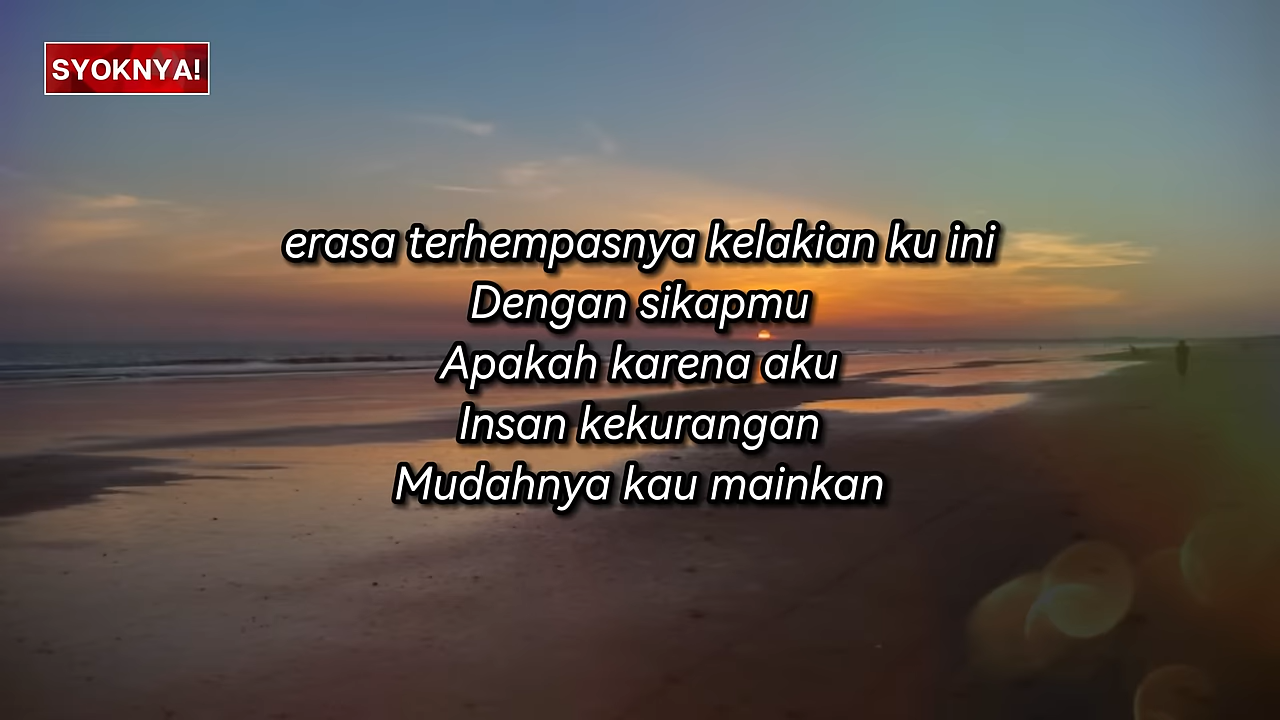 SYOKNYA!
erasa terhempasnya kelakian ku ini
Dengan sikapmu
Apakah karena aku
Insan kekurangan
Mudahnya kau mainkan